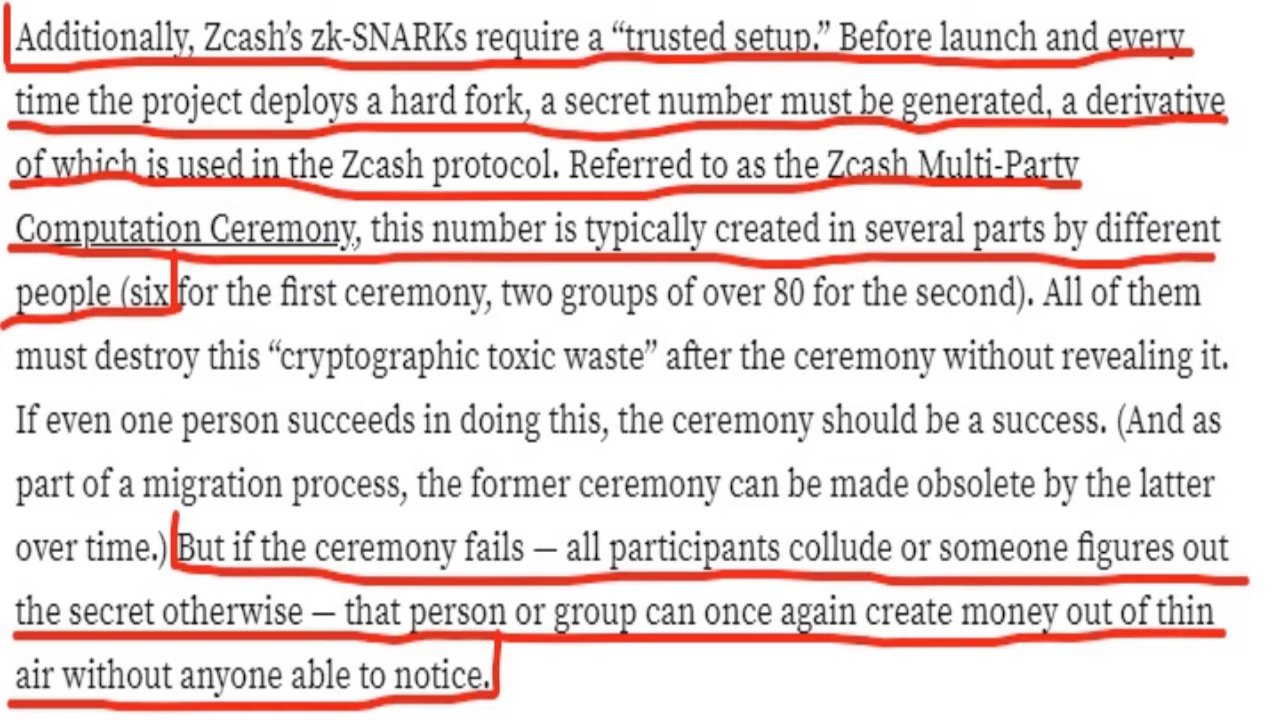 Additionally, Zcash’s zk-SNARKs require a “trusted setup.” Before launch and every
time the project deploys a hard fork, a secret number must be generated, a derivative
of which is used in the Zcash protocol. Referred to as the Zcash Multi-Party
Computation Ceremony, this number is typically created in several parts by different
people (six for the first ceremony, two groups of over 80 for the second). All of them
must destroy this “cryptographic toxic waste” after the ceremony without revealing it.
If even one person succeeds in doing this, the ceremony should be a success. (And as
part of a migration process, the former ceremony can be made obsolete by the latter
over time.) But if the ceremony fails — all participants collude or someone figures out
the secret otherwise — that person or group can once again create money out of thin
air without anyone able to notice.